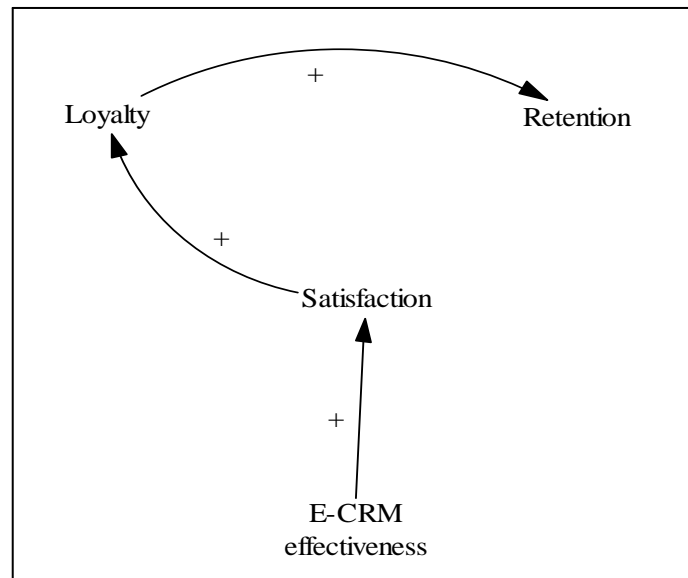 +
Loyalty
Retention
+
Satisfaction
+
E-CRM
effectiveness